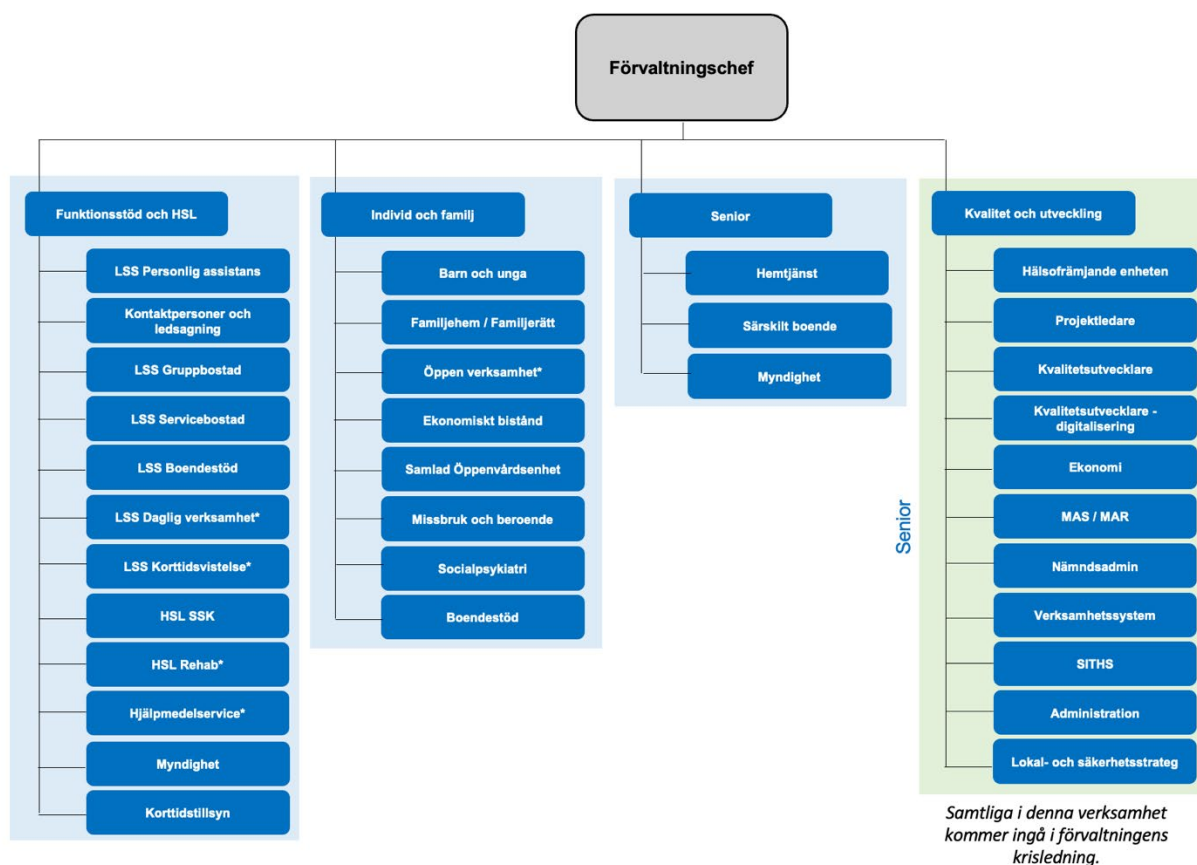 Förvaltningschef
Funktionsstöd och HSL
LSS Personlig assistans
Kontaktpersoner och
ledsagning
LSS Gruppbostad
LSS Servicebostad
LSS Boendestöd
LSS Daglig verksamhet*
LSS Korttidsvistelse*
HSL SSK
HSL Rehab*
Hjälpmedelservice*
Myndighet
Korttidstillsyn
Individ och familj
Barn och unga
Familjehem / Familjerätt
Öppen verksamhet*
Ekonomiskt bistånd
Samlad Öppenvårdsenhet
Missbruk och beroende
Socialpsykiatri
Boendestöd
Senior
Hemtjänst
Särskilt boende
Myndighet
Senior
Kvalitet och utveckling
Hälsofrämjande enheten
Projektledare
Kvalitetsutvecklare
Kvalitetsutvecklare -
digitalisering
Ekonomi
MAS / MAR
Nämndsadmin
Verksamhetssystem
SITHS
Administration
Lokal- och säkerhetsstrateg
Samtliga i denna verksamhet
kommer ingå i förvaltningens
krisledning.